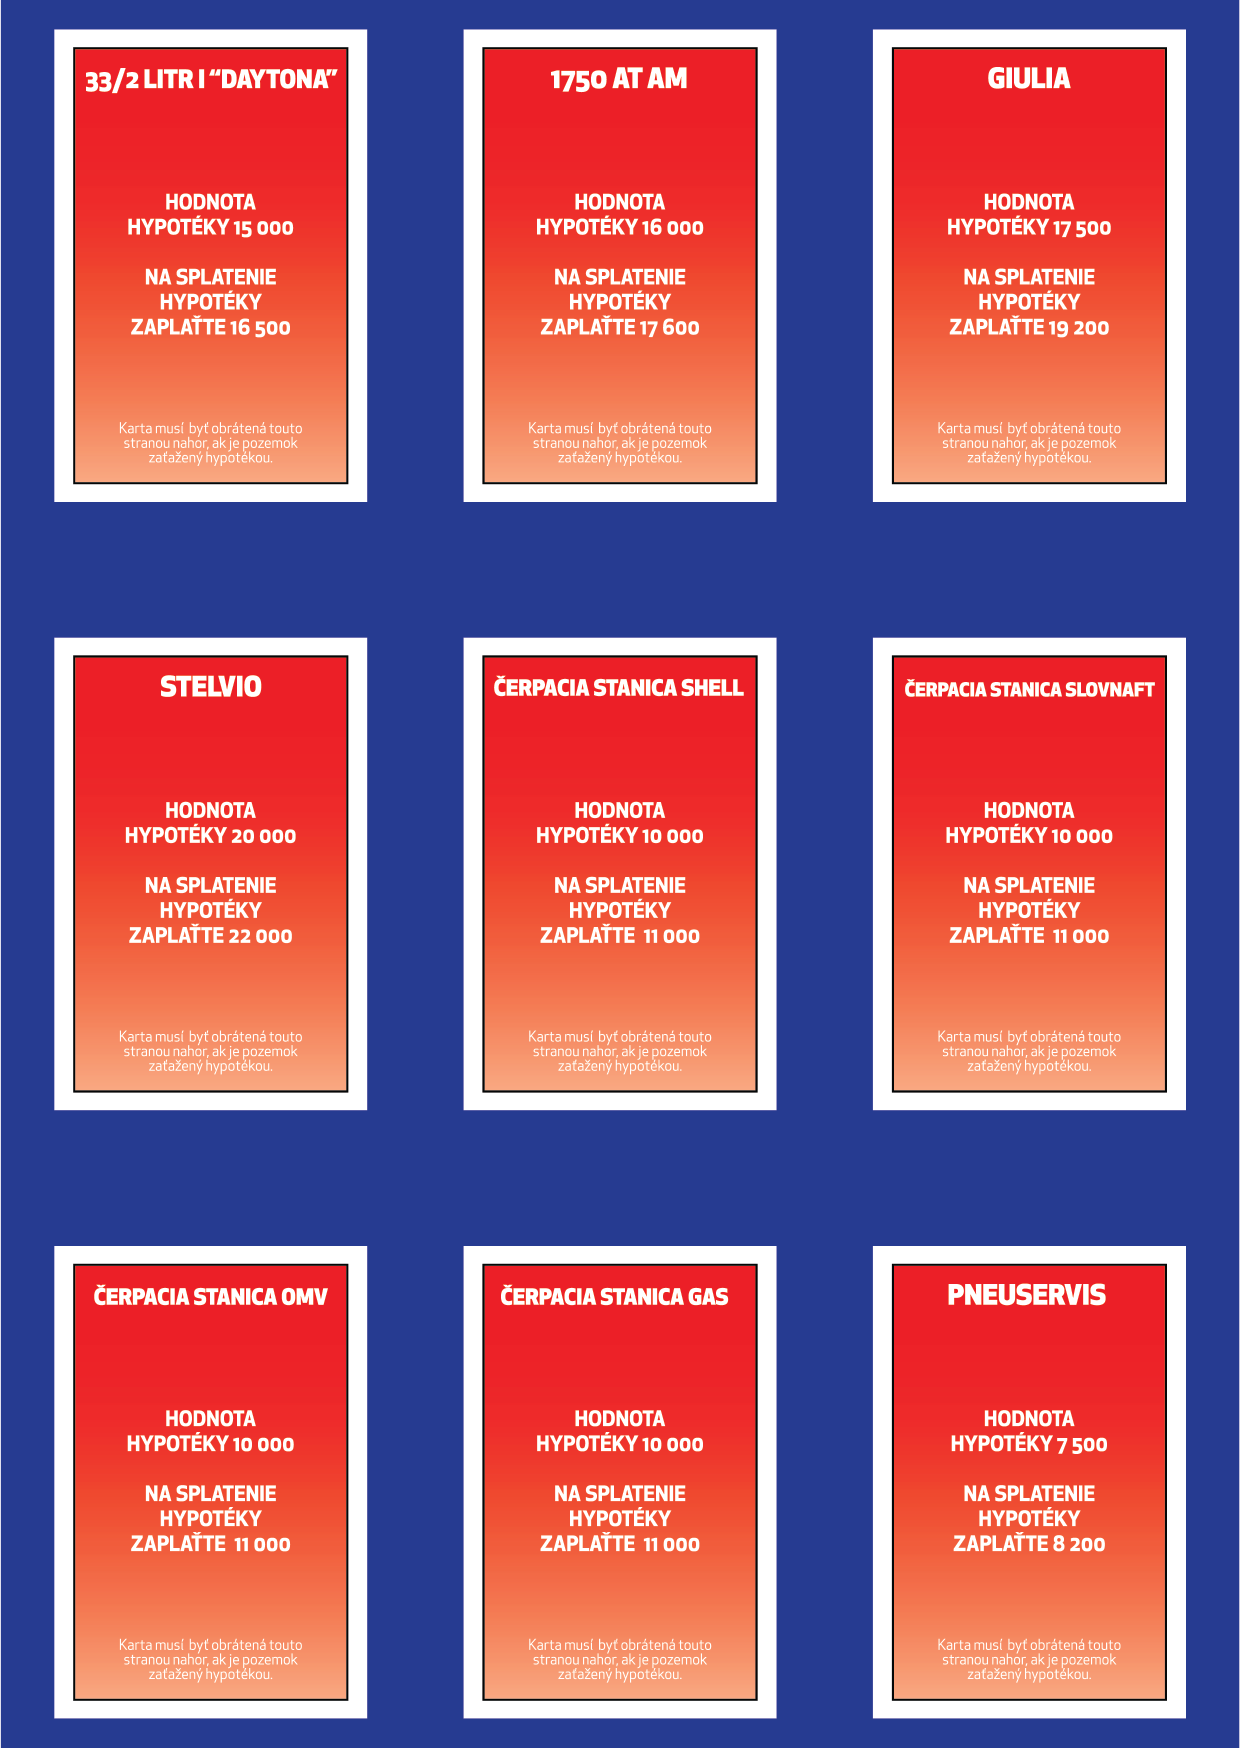 33/2 LITR I “DAYTONA”
HODNOTA
HYPOTÉKY 15 000
NA SPLATENIE
HYPOTÉKY
ZAPLAŤTE 16 500
Karta musí byť obrátená touto
stranou nahor, ak je pozemok
zaťažený hypotékou.
1750 AT AM
HODNOTA
HYPOTÉKY 16 000
NA SPLATENIE
HYPOTÉKY
ZAPLAŤTE 17 600
Karta musí byť obrátená touto
stranou nahor, ak je pozemok
zaťažený hypotékou.
GIULIA
HODNOTA
HYPOTÉKY 17 500
NA SPLATENIE
HYPOTÉKY
ZAPLAŤTE 19 200
Karta musí byť obrátená touto
stranou nahor, ak je pozemok
zaťažený hypotékou.
STELVIO
HODNOTA
HYPOTÉKY 20 000
NA SPLATENIE
HYPOTÉKY
ZAPLAŤTE 22 000
Karta musí byť obrátená touto
stranou nahor, ak je pozemok
zaťažený hypotékou.
ČERPACIA STANICA SHELL
HODNOTA
HYPOTÉKY 10 000
NA SPLATENIE
HYPOTÉKY
ZAPLAŤTE 11 000
Karta musí byť obrátená touto
stranou nahor, ak je pozemok
zaťažený hypotékou.
ČERPACIA STANICA SLOVNAFT
HODNOTA
HYPOTÉKY 10 000
NA SPLATENIE
HYPOTÉKY
ZAPLAŤTE 11 000
Karta musí byť obrátená touto
stranou nahor, ak je pozemok
zaťažený hypotékou.
ČERPACIA STANICA OMV
HODNOTA
HYPOTÉKY 10 000
NA SPLATENIE
HYPOTÉKY
ZAPLAŤTE 11 000
Karta musí byť obrátená touto
stranou nahor, ak je pozemok
zaťažený hypotékou.
ČERPACIA STANICA GAS
HODNOTA
HYPOTÉKY 10 000
NA SPLATENIE
HYPOTÉKY
ZAPLAŤTE 11 000
Karta musí byť obrátená touto
stranou nahor, ak je pozemok
zaťažený hypotékou.
PNEUSERVIS
HODNOTA
HYPOTÉKY 7 500
NA SPLATENIE
HYPOTÉKY
ZAPLAŤTE 8 200
Karta musí byť obrátená touto
stranou nahor, ak je pozemok
zaťažený hypotékou.